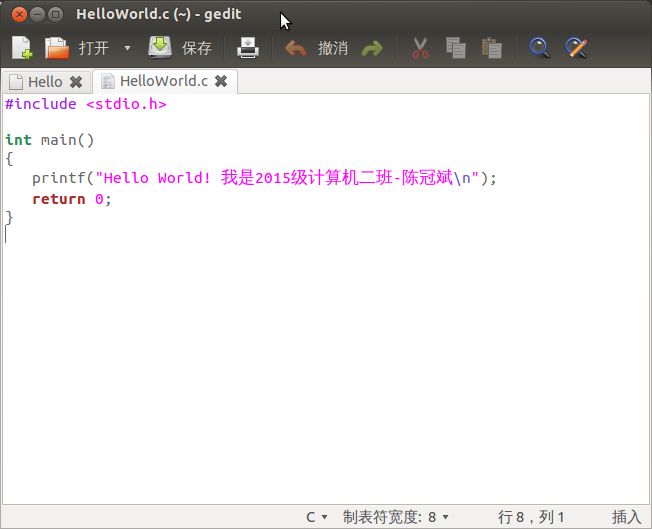 HelloWorld.c (~) - gedit
打开 保存 撤消
Hello HelloWorld.c
#include <stdio.h>
int main()
{
printf("Hello World! 我是2015级计算机二班-陈冠斌\n");
return 0;
}
C 制表符宽度: 8 行 8，列 1 插入